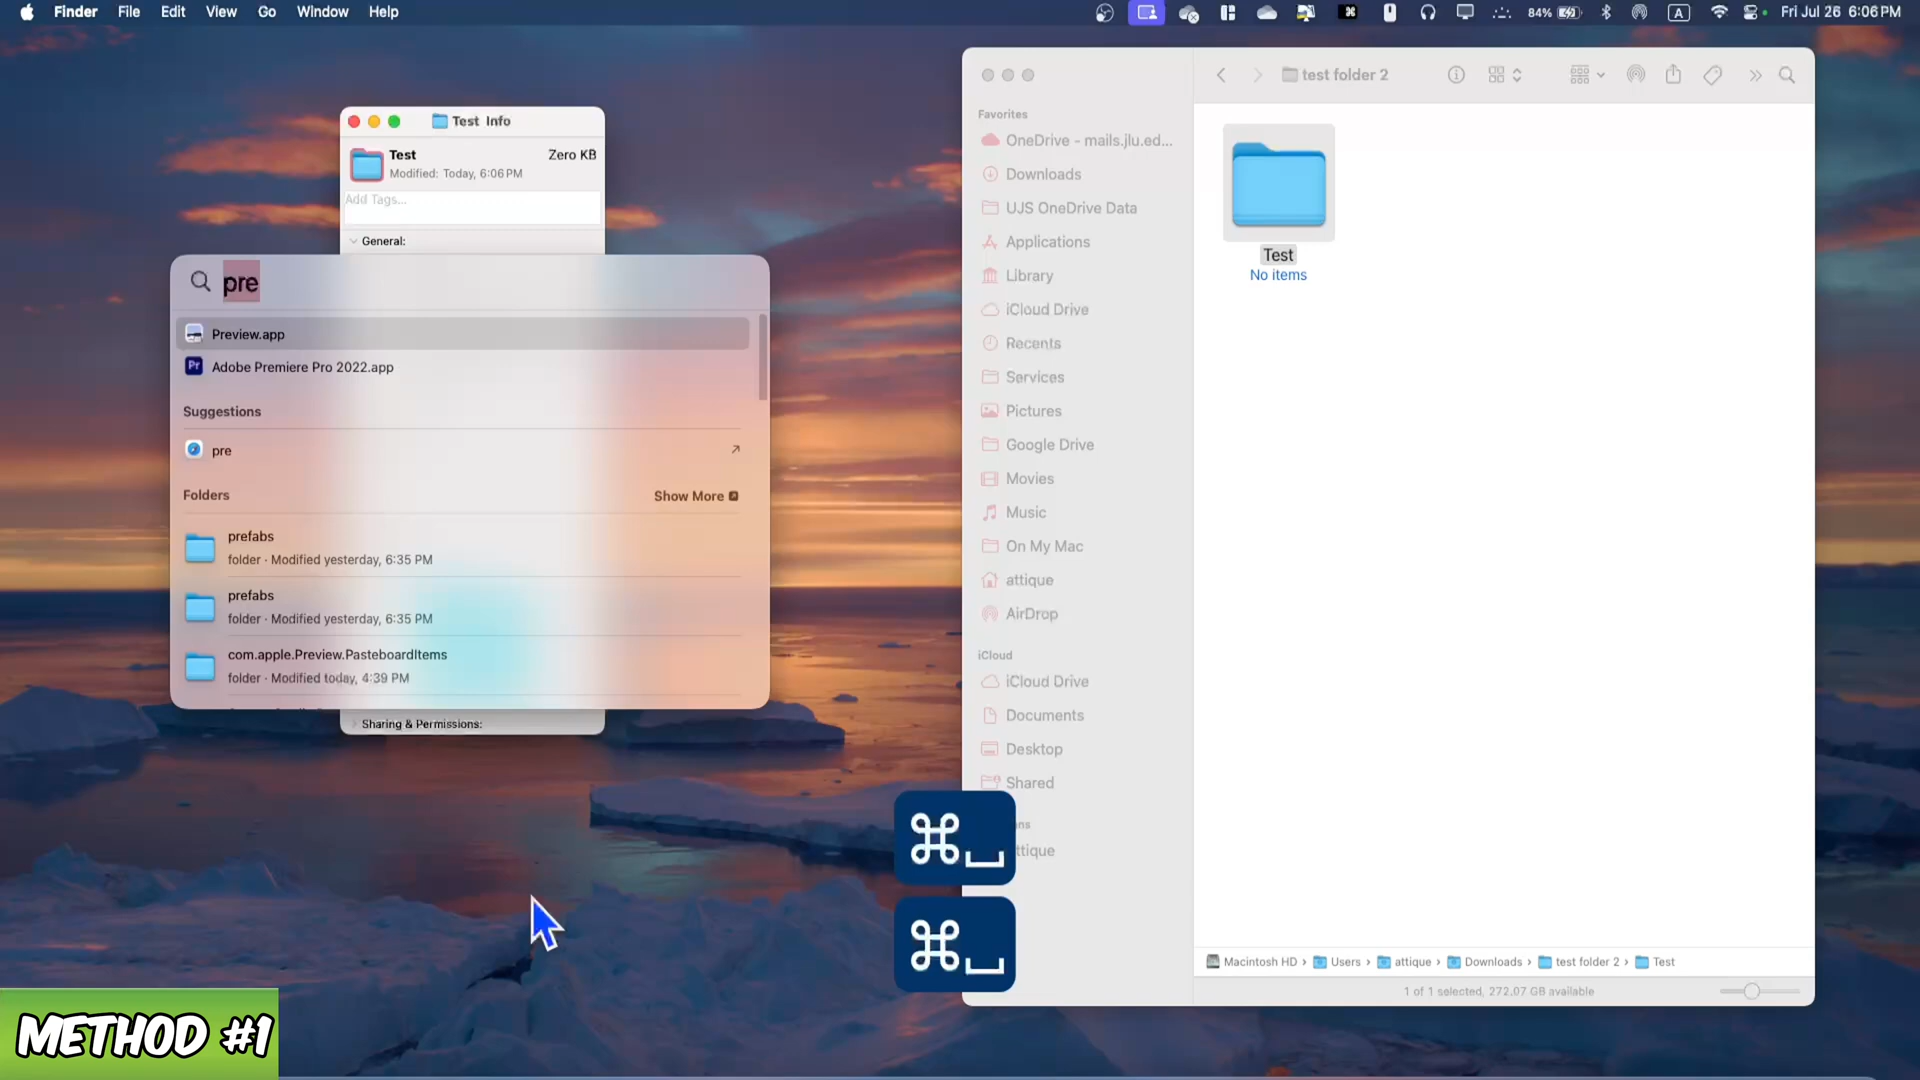 Finder File Edit View Go Window Help
84%
A
Fri Jul 26 6:06 PM
Test Info
Test
Zero KB
Modified: Today, 6:06 PM
Add Tags...
General:
pre
Preview.app
Pr
Adobe Premiere Pro 2022.app
Suggestions
pre
Folders
Show More
prefabs
folder · Modified yesterday, 6:35 PM
prefabs
folder · Modified yesterday, 6:35 PM
com.apple.Preview.PasteboardItems
folder · Modified today, 4:39 PM
Sharing & Permissions:
test folder 2
Favorites
OneDrive - mails.jlu.ed...
Downloads
UJS OneDrive Data
Applications
Library
iCloud Drive
Recents
Services
Pictures
Google Drive
Movies
Music
On My Mac
attique
AirDrop
iCloud
iCloud Drive
Documents
Desktop
Shared
ns
ttique
Test
No items
⌘⎵
⌘⎵
Macintosh HD › Users › attique › Downloads › test folder 2 › Test
1 of 1 selected, 272.07 GB available
METHOD #1